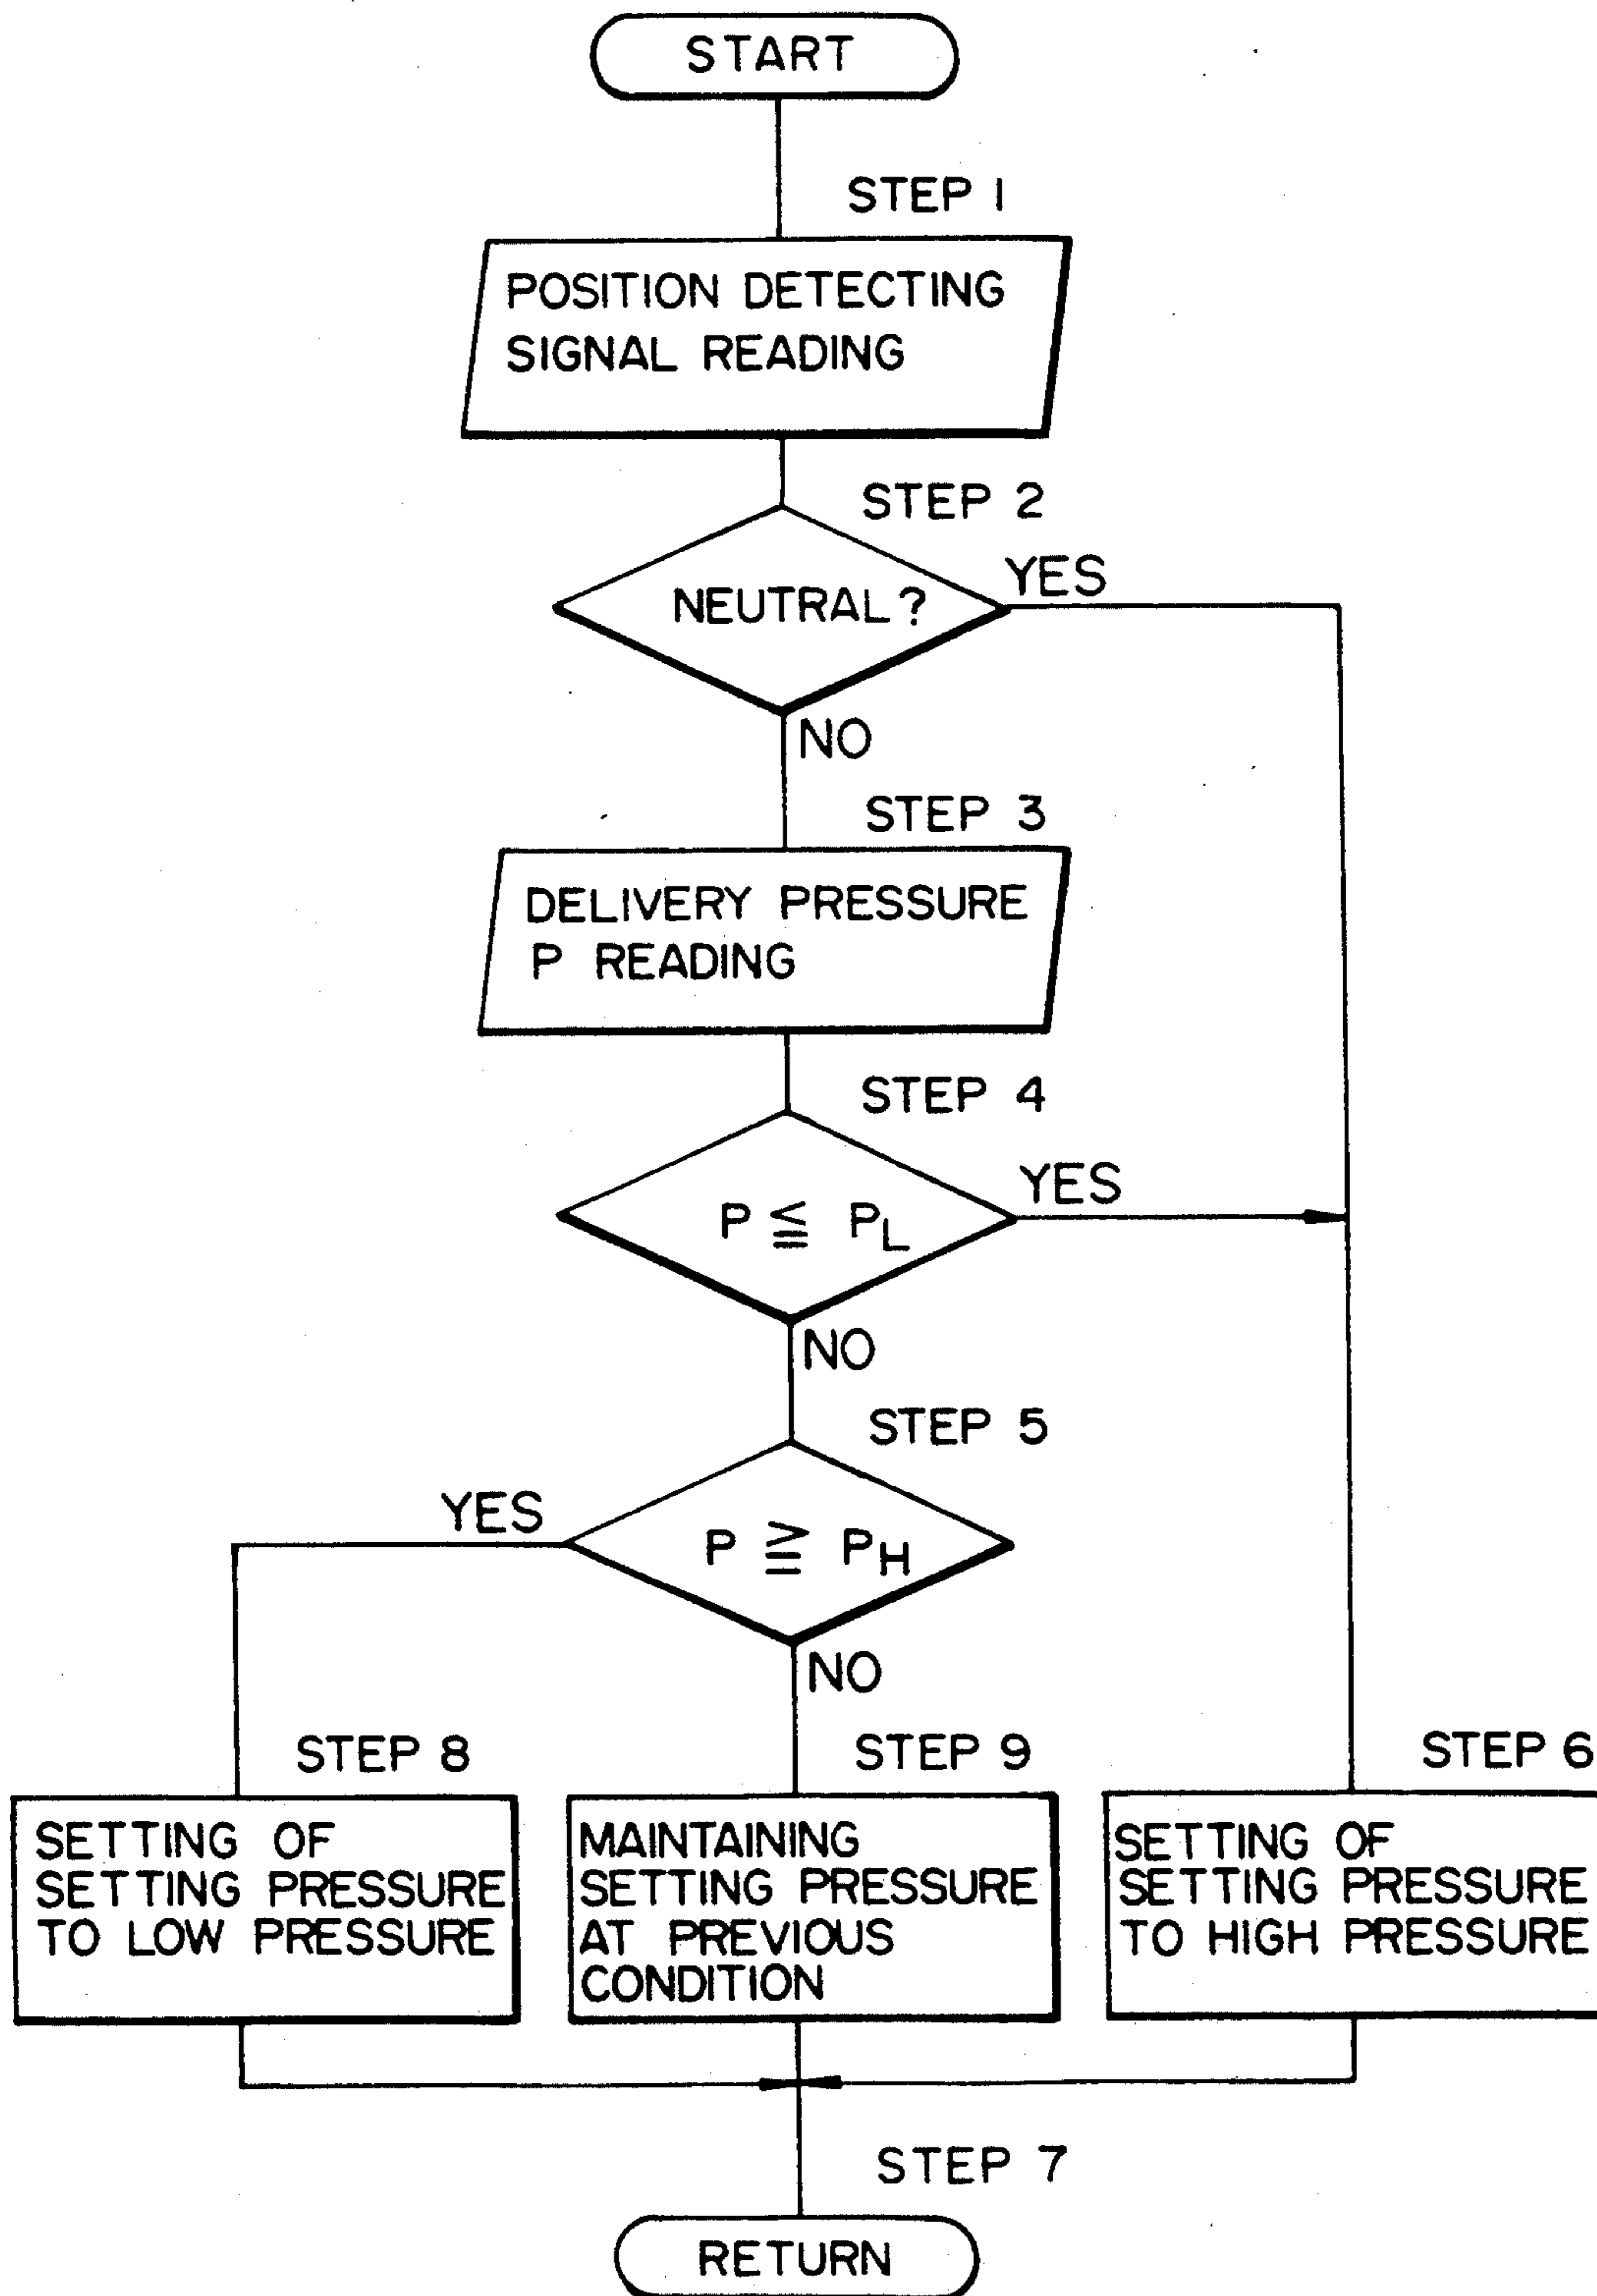 START
STEP 1
POSITION DETECTING
SIGNAL READING
STEP 2
NEUTRAL?
YES
NO
STEP 3
DELIVERY PRESSURE
P READING
STEP 4
P ≦ PL
YES
NO
STEP 5
YES
P ≧ PH
NO
STEP 8
STEP 9
STEP 6
SETTING OF
SETTING PRESSURE
TO LOW PRESSURE
MAINTAINING
SETTING PRESSURE
AT PREVIOUS
CONDITION
SETTING OF
SETTING PRESSURE
TO HIGH PRESSURE
STEP 7
RETURN